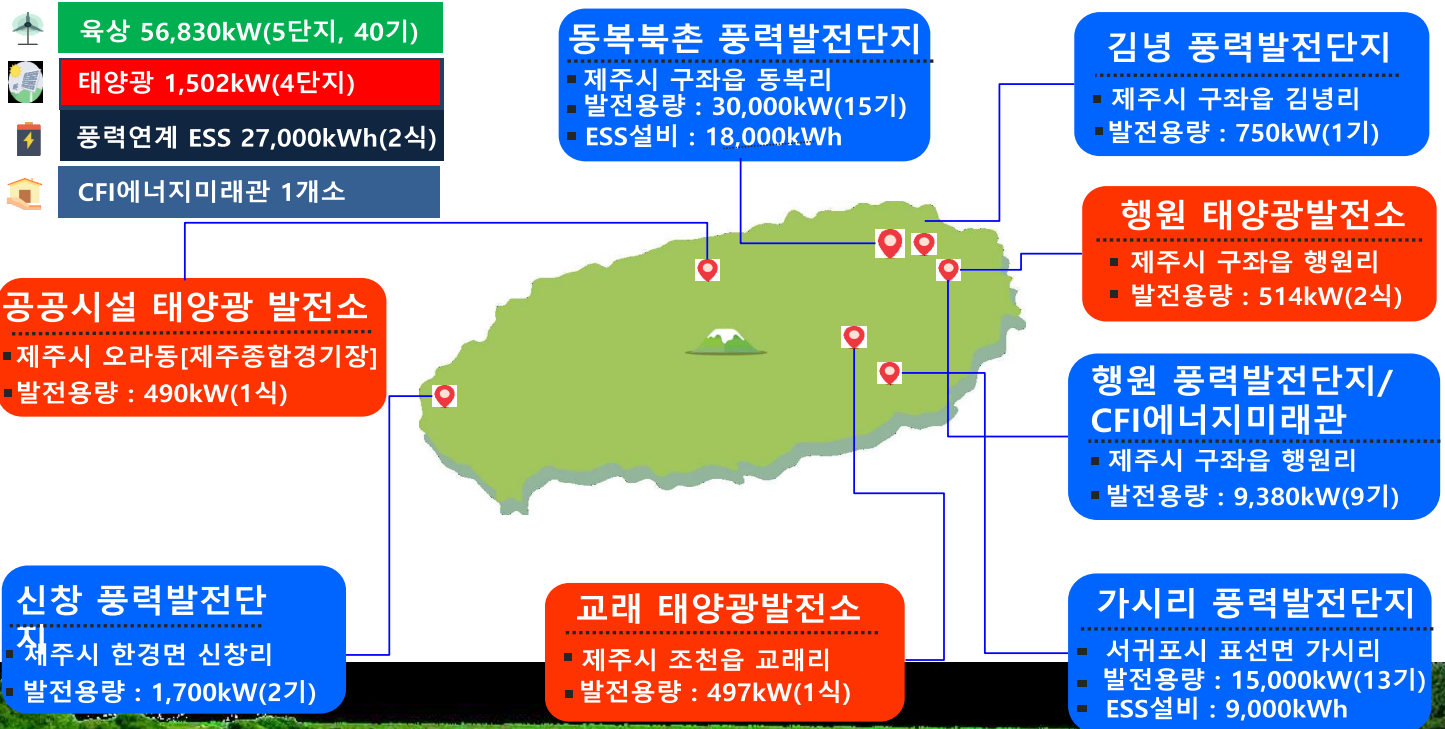 육상 56,830kW(5단지, 40기)
태양광 1,502kW(4단지)
풍력연계 ESS 27,000kWh(2식)
CFI에너지미래관 1개소
동복북촌 풍력발전단지
제주시 구좌읍 동복리
발전용량 : 30,000kW(15기)
ESS설비 : 18,000kWh
김녕 풍력발전단지
제주시 구좌읍 김녕리
발전용량 : 750kW(1기)
행원 태양광발전소
제주시 구좌읍 행원리
발전용량 : 514kW(2식)
공공시설 태양광 발전소
제주시 오라동[제주종합경기장]
발전용량 : 490kW(1식)
행원 풍력발전단지/
CFI에너지미래관
제주시 구좌읍 행원리
발전용량 : 9,380kW(9기)
신창 풍력발전단
지
제주시 한경면 신창리
발전용량 : 1,700kW(2기)
교래 태양광발전소
제주시 조천읍 교래리
발전용량 : 497kW(1식)
가시리 풍력발전단지
서귀포시 표선면 가시리
발전용량 : 15,000kW(13기)
ESS설비 : 9,000kWh